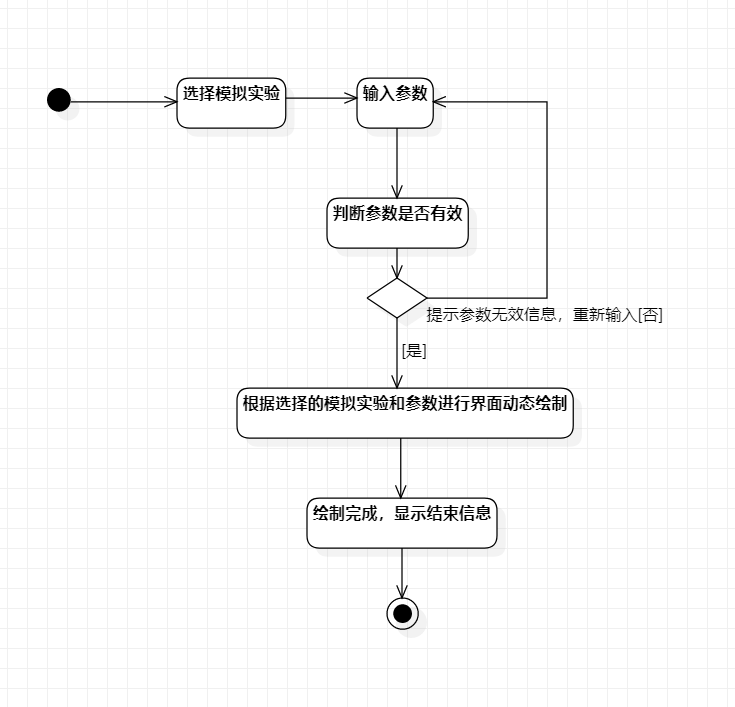 选择模拟实验
输入参数
判断参数是否有效
提示参数无效信息，重新输入[否]
[是]
根据选择的模拟实验和参数进行界面动态绘制
绘制完成，显示结束信息